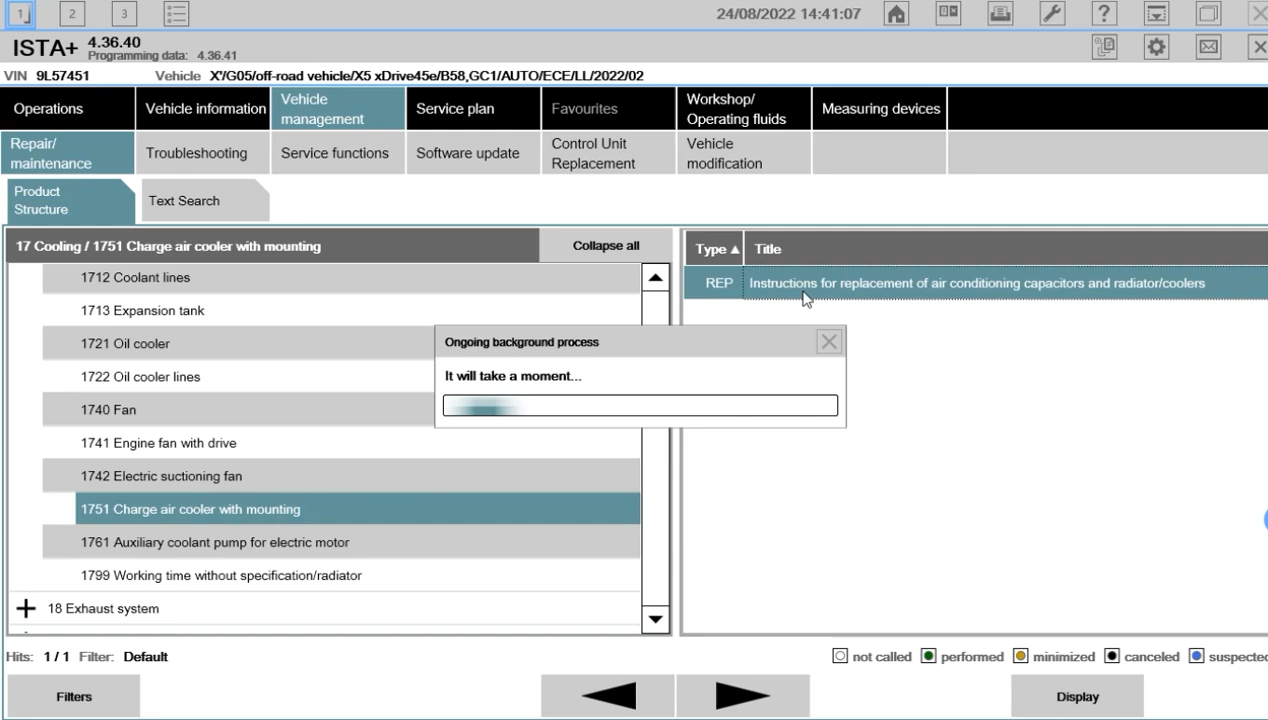 1 2 3 24/08/2022 14:41:07 ?
ISTA+ 4.36.40
Programming data: 4.36.41
VIN 9L57451 Vehicle X'/G05/off-road vehicle/X5 xDrive45e/B58,GC1/AUTO/ECE/LL/2022/02
Operations Vehicle information Vehicle management Service plan Favourites Workshop/ Operating fluids Measuring devices
Repair/ maintenance Troubleshooting Service functions Software update Control Unit Replacement Vehicle modification
Product Structure Text Search
17 Cooling / 1751 Charge air cooler with mounting Collapse all
Type Title
1712 Coolant lines
REP Instructions for replacement of air conditioning capacitors and radiator/coolers
1713 Expansion tank
1721 Oil cooler
Ongoing background process
1722 Oil cooler lines
It will take a moment...
1740 Fan
1741 Engine fan with drive
1742 Electric suctioning fan
1751 Charge air cooler with mounting
1761 Auxiliary coolant pump for electric motor
1799 Working time without specification/radiator
18 Exhaust system
Hits: 1 / 1 Filter: Default not called performed minimized canceled suspected
Filters Display